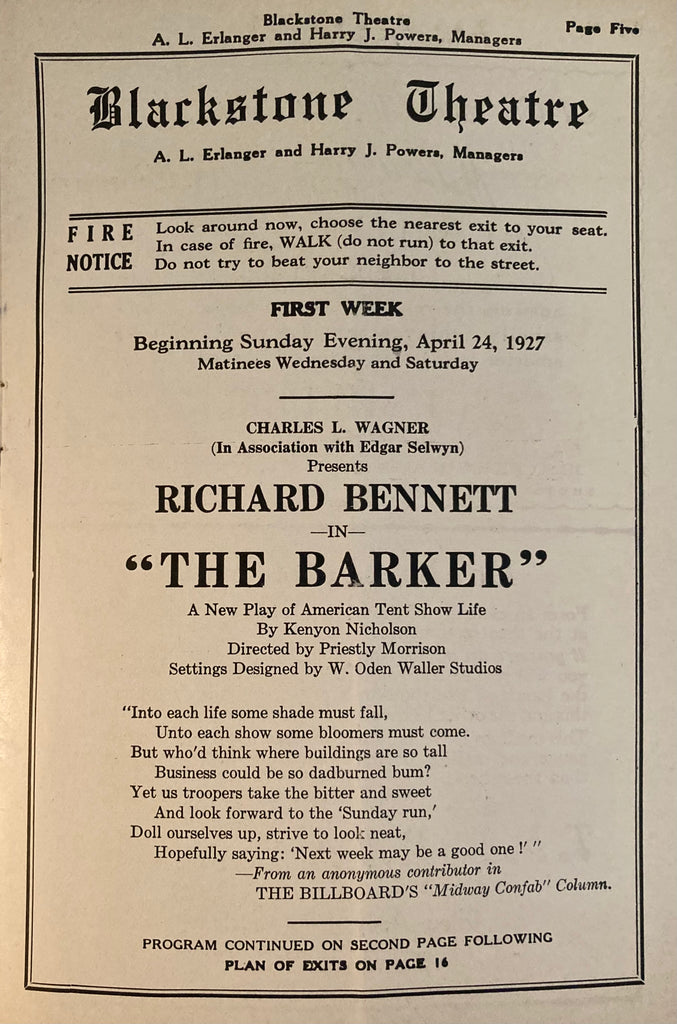 Blackstone Theatre
A. L. Erlanger and Harry J. Powers, Managers
Page Five
Blackstone Theatre
A. L. Erlanger and Harry J. Powers, Managers
FIRE NOTICE
Look around now, choose the nearest exit to your seat.
In case of fire, WALK (do not run) to that exit.
Do not try to beat your neighbor to the street.
FIRST WEEK
Beginning Sunday Evening, April 24, 1927
Matinees Wednesday and Saturday
CHARLES L. WAGNER
(In Association with Edgar Selwyn)
Presents
RICHARD BENNETT
—IN—
“THE BARKER”
A New Play of American Tent Show Life
By Kenyon Nicholson
Directed by Priestly Morrison
Settings Designed by W. Oden Waller Studios
“Into each life some shade must fall,
Unto each show some bloomers must come.
But who'd think where buildings are so tall
Business could be so dadburned bum?
Yet us troopers take the bitter and sweet
And look forward to the ‘Sunday run,’
Doll ourselves up, strive to look neat,
Hopefully saying: ‘Next week may be a good one!’ ”
—From an anonymous contributor in
THE BILLBOARD'S “Midway Confab” Column.
PROGRAM CONTINUED ON SECOND PAGE FOLLOWING
PLAN OF EXITS ON PAGE 16